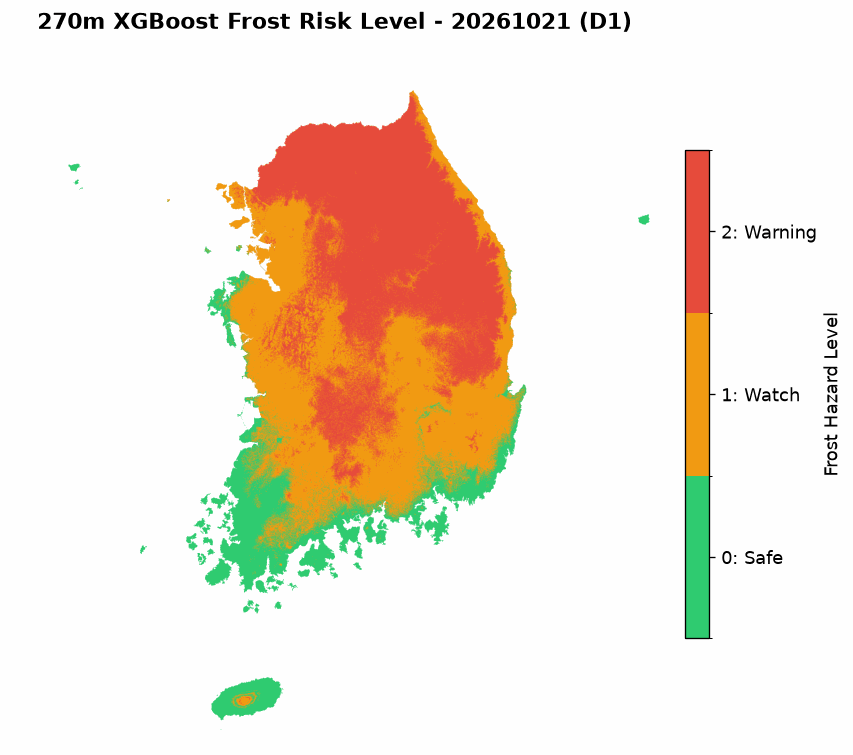 270m XGBoost Frost Risk Level - 20261021 (D1)
2: Warning
1: Watch
0: Safe
Frost Hazard Level